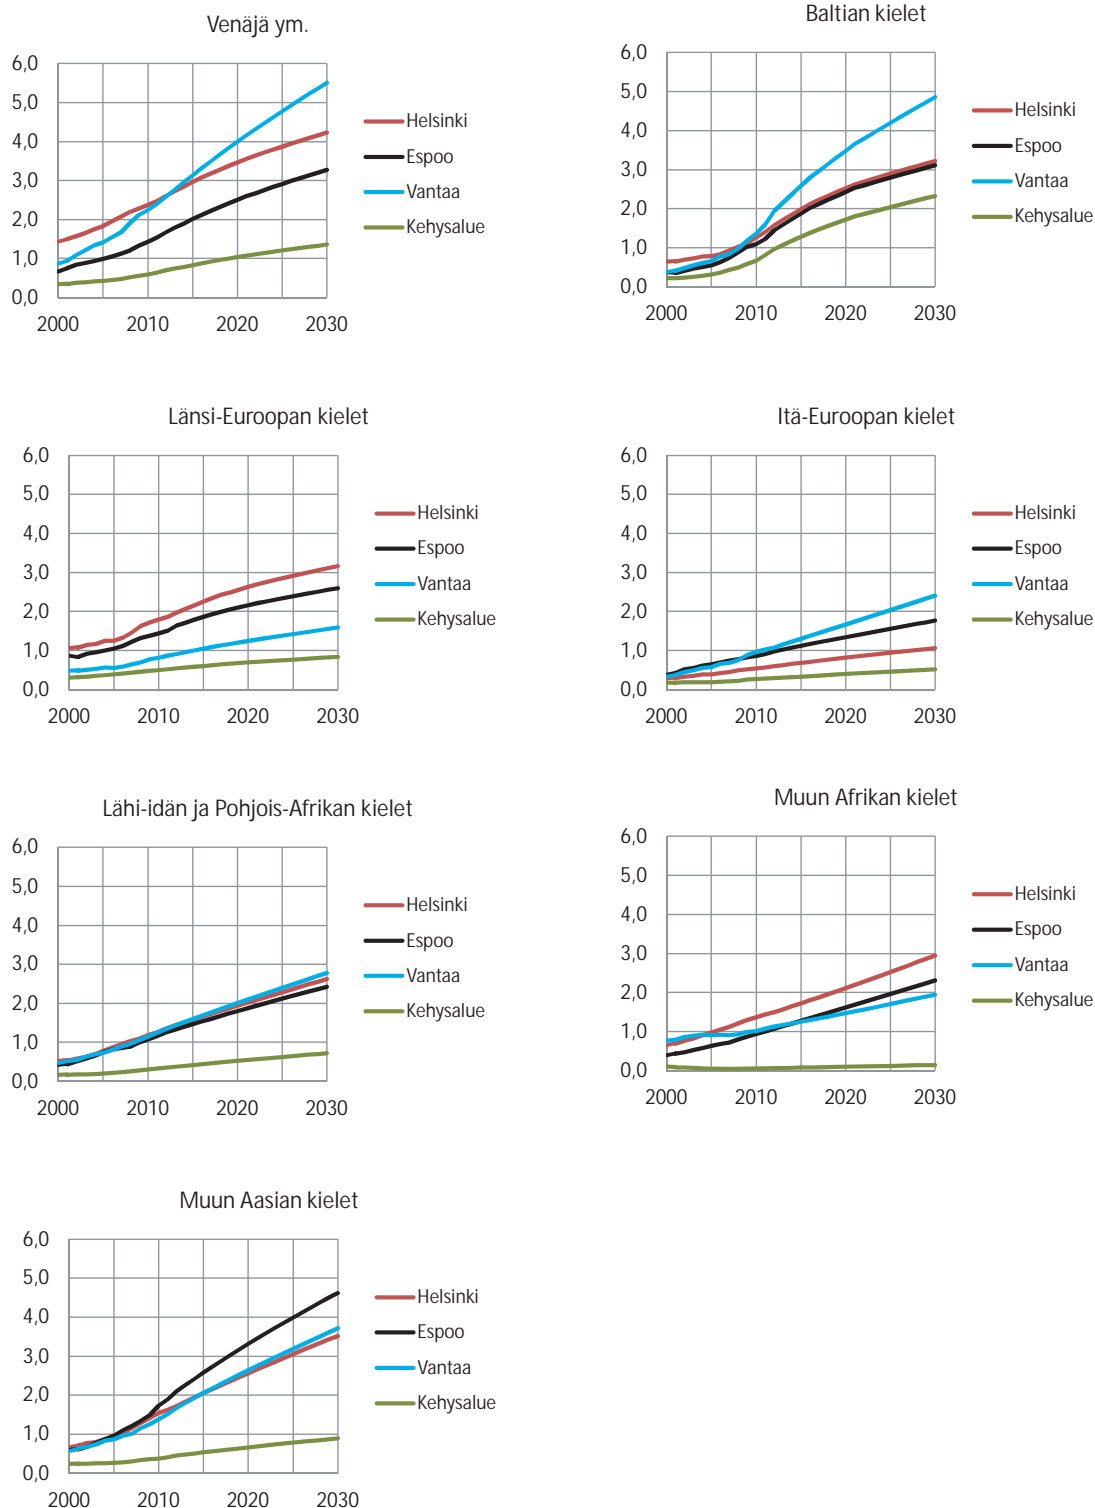 Venäjä ym.
6,0
5,0
4,0
3,0
2,0
1,0
0,0
2000 2010 2020 2030
Helsinki
Espoo
Vantaa
Kehysalue
Baltian kielet
6,0
5,0
4,0
3,0
2,0
1,0
0,0
2000 2010 2020 2030
Helsinki
Espoo
Vantaa
Kehysalue
Länsi-Euroopan kielet
6,0
5,0
4,0
3,0
2,0
1,0
0,0
2000 2010 2020 2030
Helsinki
Espoo
Vantaa
Kehysalue
Itä-Euroopan kielet
6,0
5,0
4,0
3,0
2,0
1,0
0,0
2000 2010 2020 2030
Helsinki
Espoo
Vantaa
Kehysalue
Lähi-idän ja Pohjois-Afrikan kielet
6,0
5,0
4,0
3,0
2,0
1,0
0,0
2000 2010 2020 2030
Helsinki
Espoo
Vantaa
Kehysalue
Muun Afrikan kielet
6,0
5,0
4,0
3,0
2,0
1,0
0,0
2000 2010 2020 2030
Helsinki
Espoo
Vantaa
Kehysalue
Muun Aasian kielet
6,0
5,0
4,0
3,0
2,0
1,0
0,0
2000 2010 2020 2030
Helsinki
Espoo
Vantaa
Kehysalue